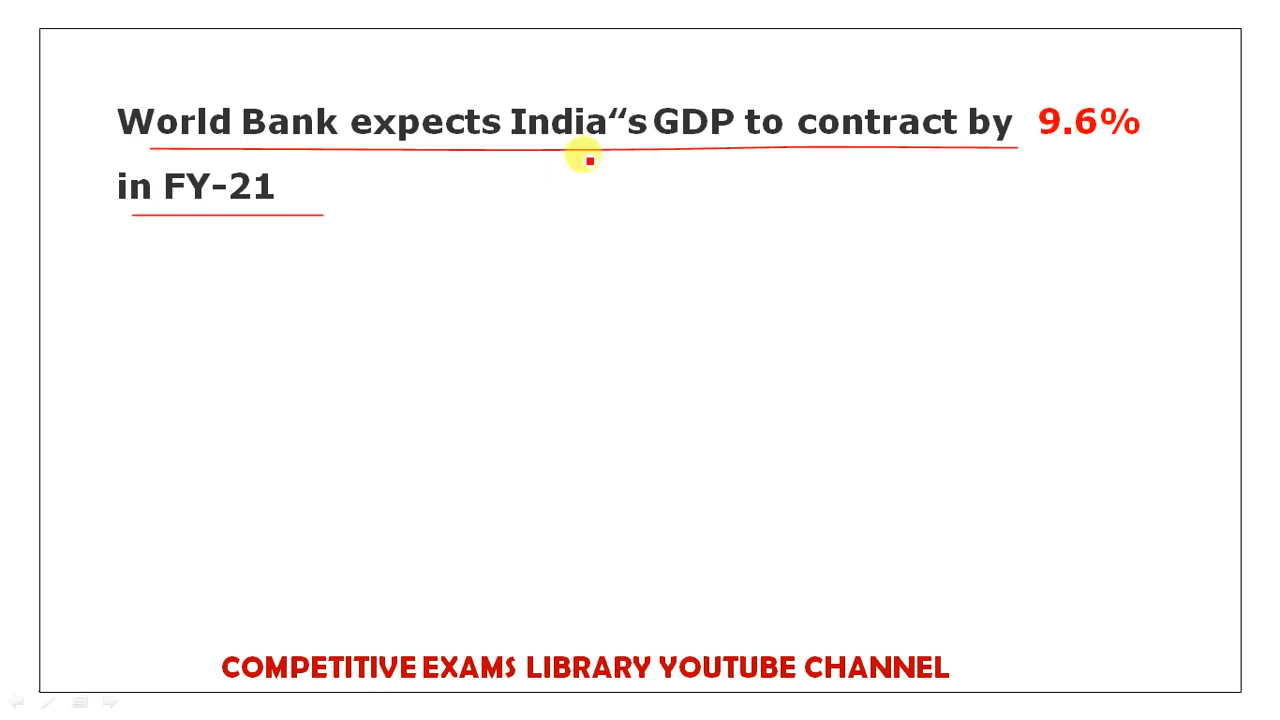 World Bank expects India“s GDP to contract by 9.6%
in FY-21
COMPETITIVE EXAMS LIBRARY YOUTUBE CHANNEL